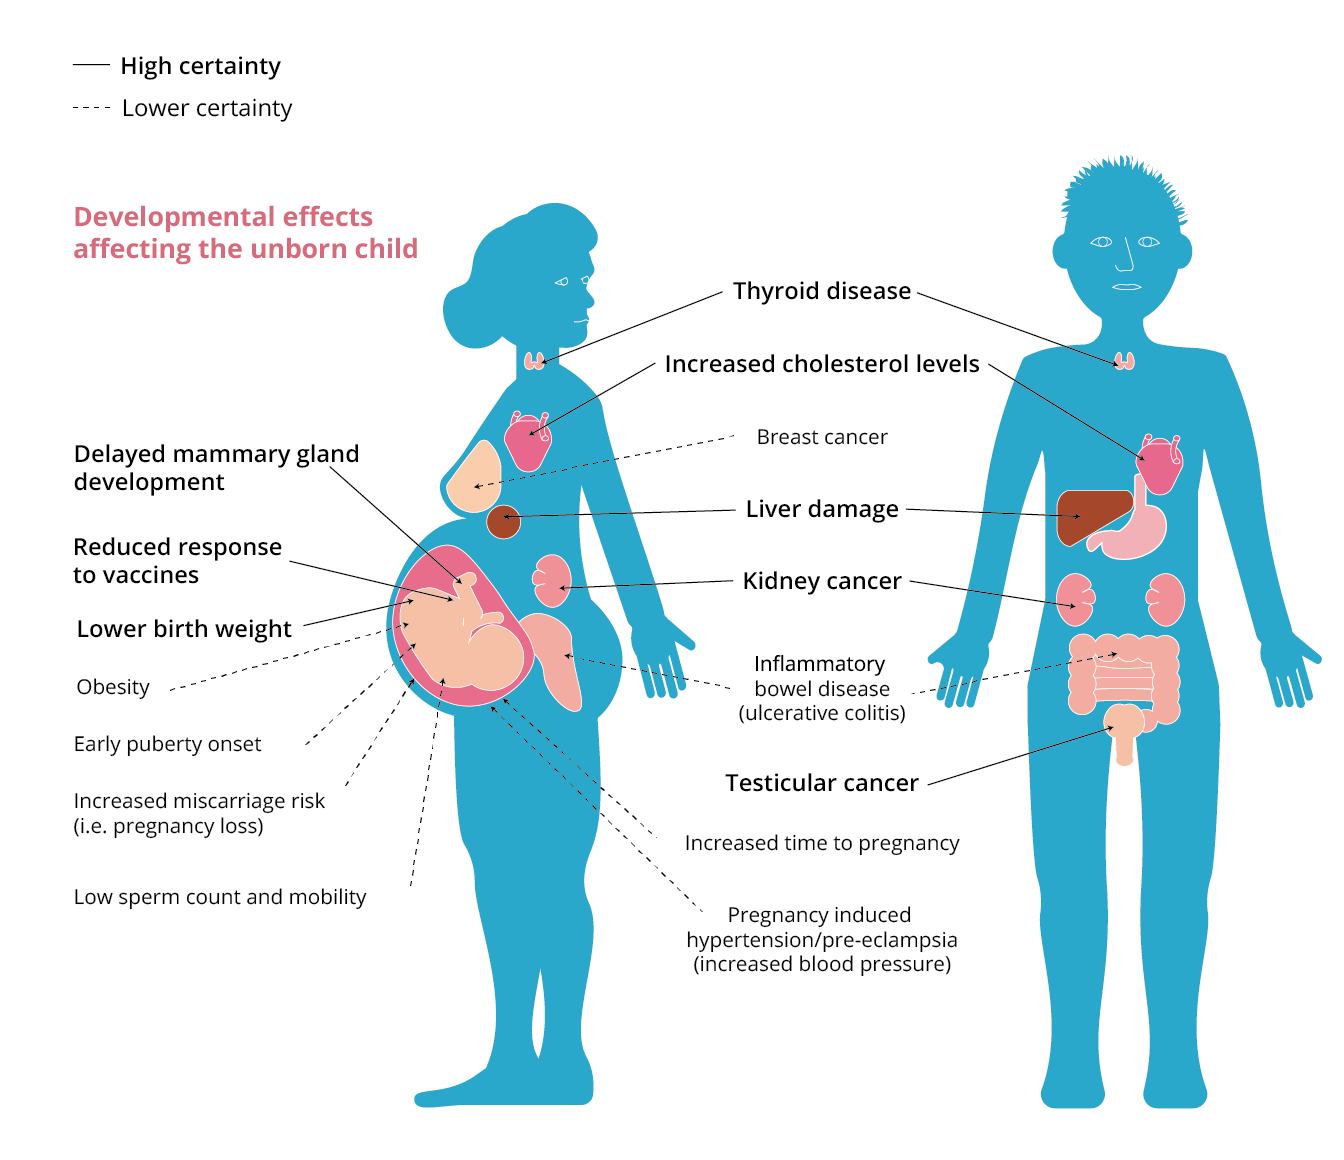 High certainty
Lower certainty
Developmental effects
affecting the unborn child
Delayed mammary gland
development
Reduced response
to vaccines
Lower birth weight
Obesity
Early puberty onset
Increased miscarriage risk
(i.e. pregnancy loss)
Low sperm count and mobility
Thyroid disease
Increased cholesterol levels
Breast cancer
Liver damage
Kidney cancer
Inflammatory
bowel disease
(ulcerative colitis)
Testicular cancer
Increased time to pregnancy
Pregnancy induced
hypertension/pre-eclampsia
(increased blood pressure)